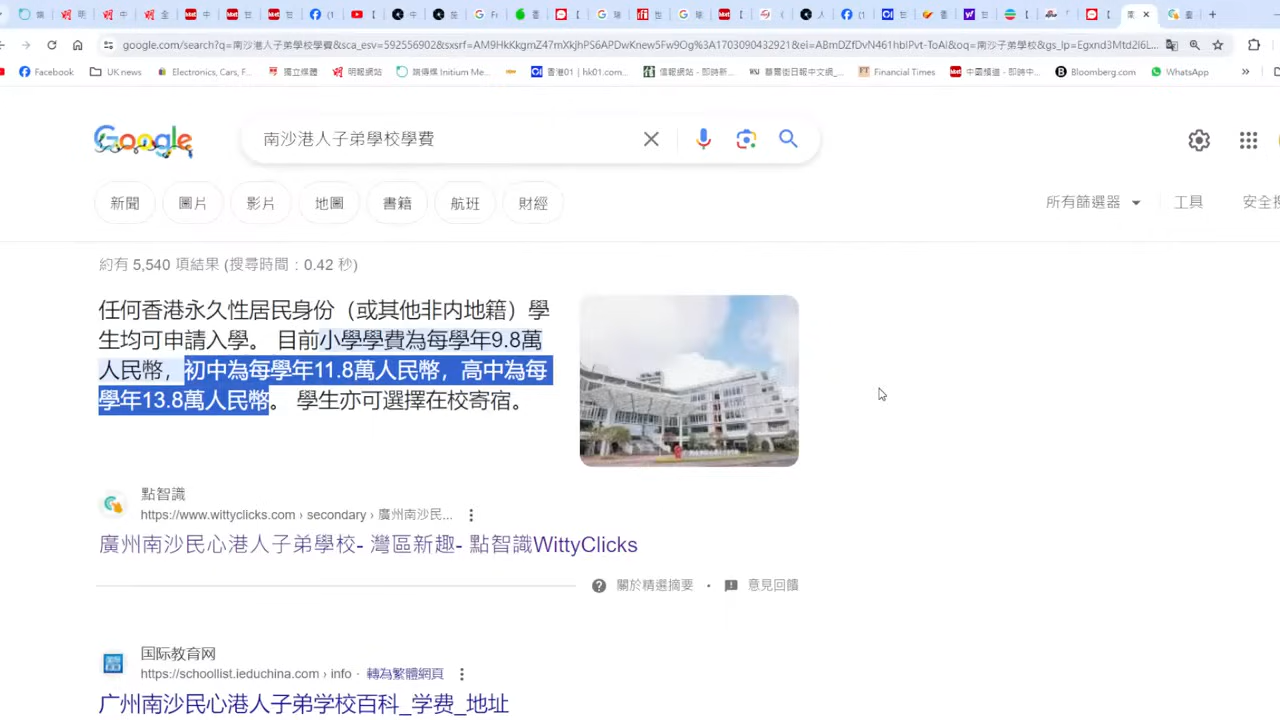 google.com/search?q=南沙港人子弟學校學費&sca_esv=592556902&sxsrf=AM9HkKkgmZ47mXkJhPS6APDwKnew5Fw9Og%3A1703090432921&ei=ABmDZfDvN461hbIPvt-ToAI&oq=南沙子弟學校&gs_lp=Egxnd3Mtd2l6L...
Facebook
UK news
Electronics, Cars, F...
獨立媒體
明報網站
端傳媒 Initium Me...
香港01 | hk01.com...
信報網站 - 即時新...
華爾街日報中文網_...
Financial Times
中國頻道 - 即時中...
Bloomberg.com
WhatsApp
Google
南沙港人子弟學校學費
新聞
圖片
影片
地圖
書籍
航班
財經
所有篩選器
工具
約有 5,540 項結果 (搜尋時間：0.42 秒)
任何香港永久性居民身份（或其他非内地籍）學
生均可申請入學。 目前小學學費為每學年9.8萬
人民幣，初中為每學年11.8萬人民幣，高中為每
學年13.8萬人民幣。 學生亦可選擇在校寄宿。
點智識
https://www.wittyclicks.com › secondary › 廣州南沙民...
廣州南沙民心港人子弟學校- 灣區新趣- 點智識WittyClicks
關於精選摘要 • 意見回饋
国际教育网
https://schoollist.ieduchina.com › info · 轉為繁體網頁
广州南沙民心港人子弟学校百科_学费_地址